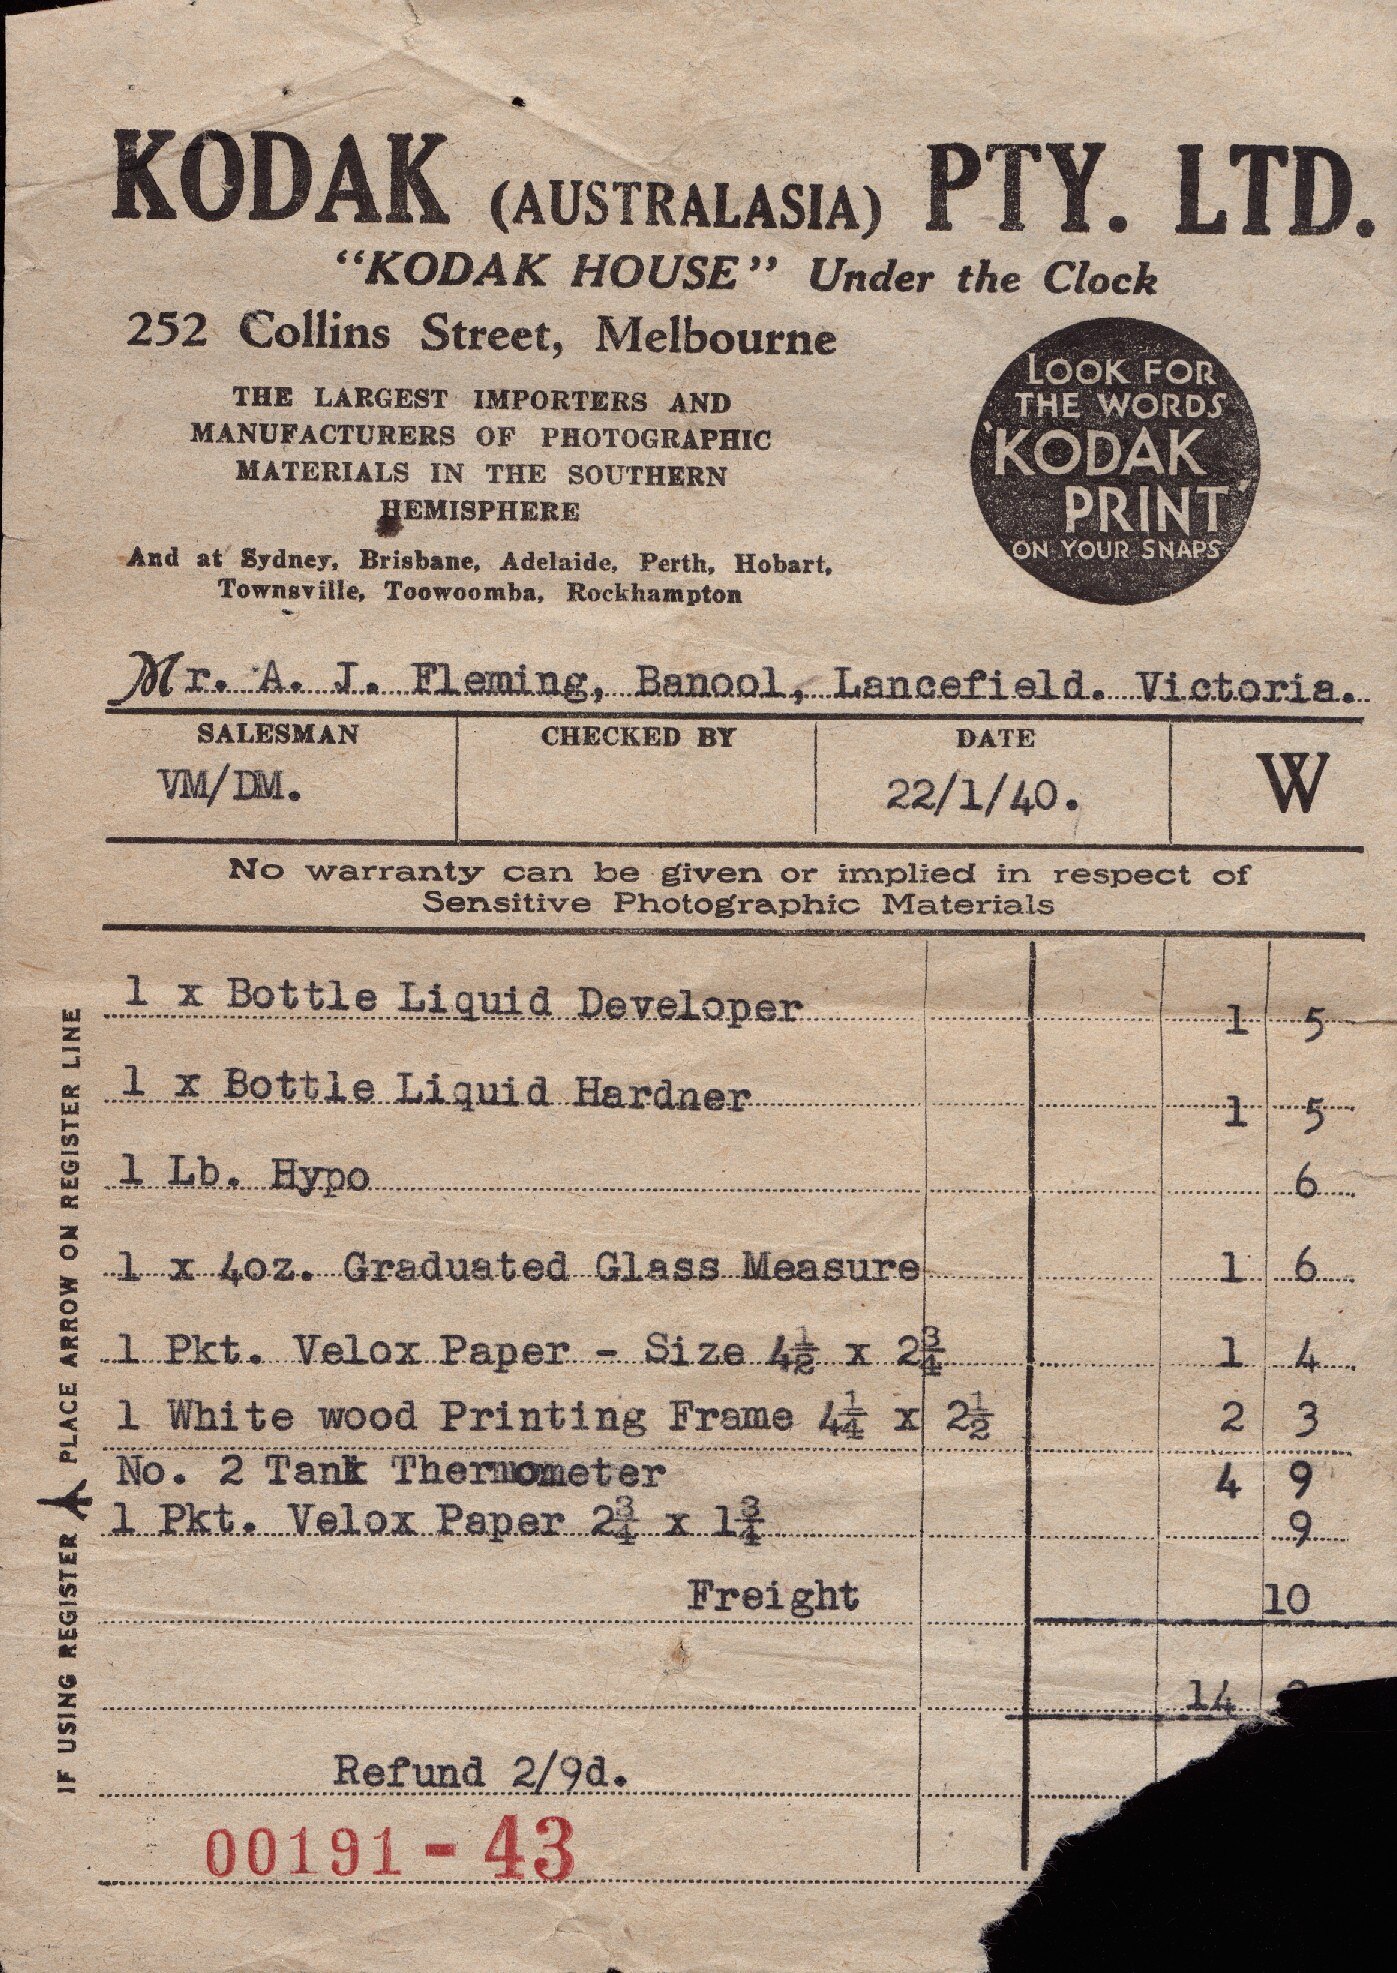 KODAK (AUSTRALASIA) PTY. LTD.
"KODAK HOUSE" Under the Clock
252 Collins Street, Melbourne
THE LARGEST IMPORTERS AND
MANUFACTURERS OF PHOTOGRAPHIC
MATERIALS IN THE SOUTHERN
HEMISPHERE
And at Sydney, Brisbane, Adelaide, Perth, Hobart,
Townsville, Toowoomba, Rockhampton
LOOK FOR
THE WORDS
'KODAK
PRINT'
ON YOUR SNAPS
Mr. A. J. Fleming, Banool, Lancefield. Victoria.
SALESMAN CHECKED BY DATE W
VM/DM. 22/1/40.
No warranty can be given or implied in respect of
Sensitive Photographic Materials
1 x Bottle Liquid Developer 1 5
1 x Bottle Liquid Hardner 1 5
1 Lb. Hypo 6
1 x 4oz. Graduated Glass Measure 1 6
1 Pkt. Velox Paper - Size 4½ x 2¾ 1 4
1 White wood Printing Frame 4¼ x 2½ 2 3
No. 2 Tank Thermometer 4 9
1 Pkt. Velox Paper 2¾ x 1¾ 9
Freight 10
14
Refund 2/9d.
00191-43
IF USING REGISTER PLACE ARROW ON REGISTER LINE